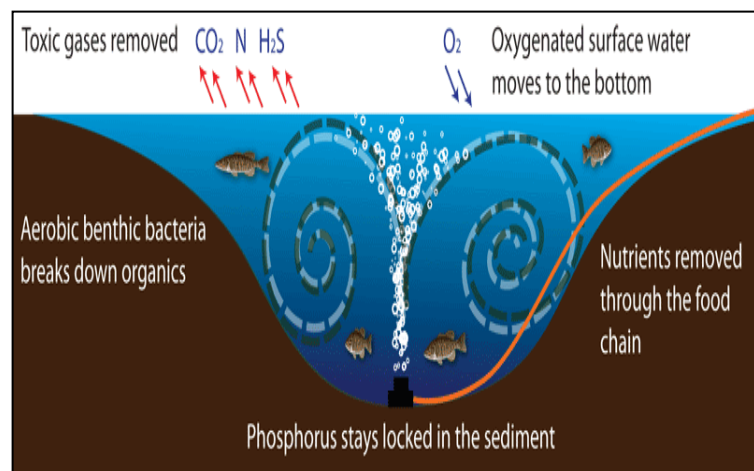 Toxic gases removed CO₂ N H₂S
O₂ Oxygenated surface water
moves to the bottom
Aerobic benthic bacteria
breaks down organics
Nutrients removed
through the food
chain
Phosphorus stays locked in the sediment